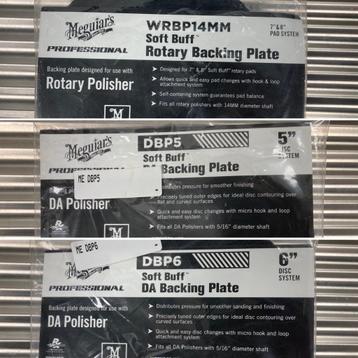 Meguiar's
PROFESSIONAL
WRBP14MM
Soft Buff™
Rotary Backing Plate
7" & 8"
PAD SYSTEM
Backing plate designed for use with
Rotary Polisher
• Designed for 7" & 8" Soft Buff™ rotary pads
• Allows quick and easy pad changes with hook & loop
attachment system
• Self-centering system guarantees pad balance
• Fits all rotary polishers with 14MM diameter shaft
M
Meguiar's
DBP5
Soft Buff™
DA Backing Plate
5"
DISC
SYSTEM
ME DBP5
DA Polisher
pressure for smoother finishing
• Precisely tuned outer edges for ideal disc contouring over
flat and curved surfaces
• Quick and easy disc changes with micro hook and loop
attachment system
• Fits all DA Polishers with 5/16" diameter shaft
M
ME DBP6
Meguiar's
PROFESSIONAL
DBP6
Soft Buff™
DA Backing Plate
6"
DISC
SYSTEM
Backing plate designed for use with
DA Polisher
• Distributes pressure for smoother sanding and finishing
• Precisely tuned outer edges for ideal disc contouring over
curved surfaces
• Quick and easy disc changes with micro hook and loop
attachment system
• Fits all DA Polishers with 5/16" diameter shaft
M